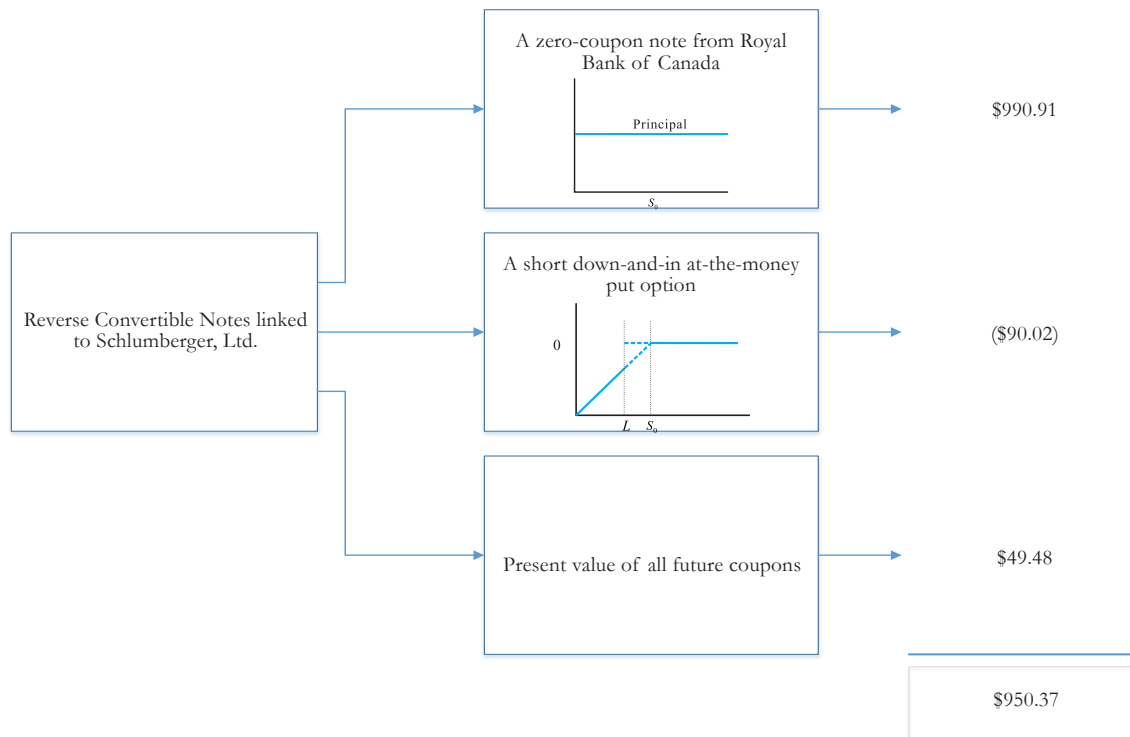 A zero-coupon note from Royal
Bank of Canada
Principal
S₀
$990.91
Reverse Convertible Notes linked
to Schlumberger, Ltd.
A short down-and-in at-the-money
put option
0
L S₀
($90.02)
Present value of all future coupons
$49.48
$950.37